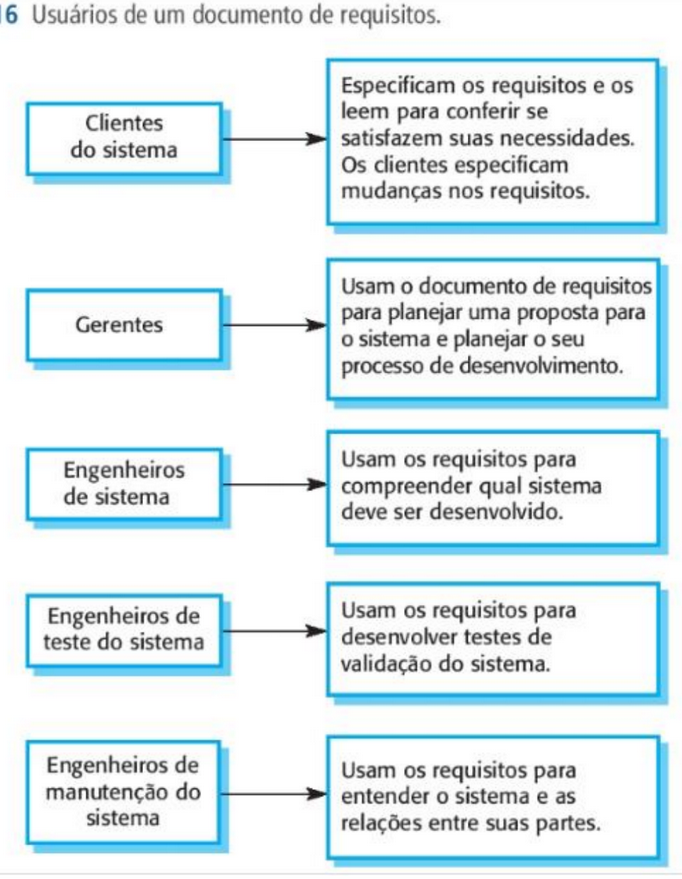 16 Usuários de um documento de requisitos.
Clientes
do sistema
Especificam os requisitos e os
leem para conferir se
satisfazem suas necessidades.
Os clientes especificam
mudanças nos requisitos.
Gerentes
Usam o documento de requisitos
para planejar uma proposta para
o sistema e planejar o seu
processo de desenvolvimento.
Engenheiros
de sistema
Usam os requisitos para
compreender qual sistema
deve ser desenvolvido.
Engenheiros de
teste do sistema
Usam os requisitos para
desenvolver testes de
validação do sistema.
Engenheiros de
manutenção do
sistema
Usam os requisitos para
entender o sistema e as
relações entre suas partes.